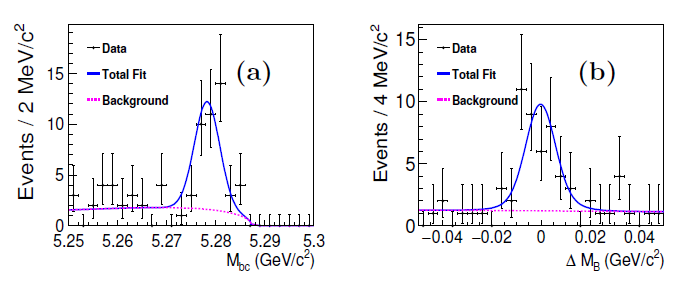 Events / 2 MeV/c²
15
10
5
0
Data
Total Fit
Background
(a)
5.25 5.26 5.27 5.28 5.29 5.3
M_bc (GeV/c²)
Events / 4 MeV/c²
15
10
5
0
Data
Total Fit
Background
(b)
−0.04 −0.02 0 0.02 0.04
Δ M_B (GeV/c²)